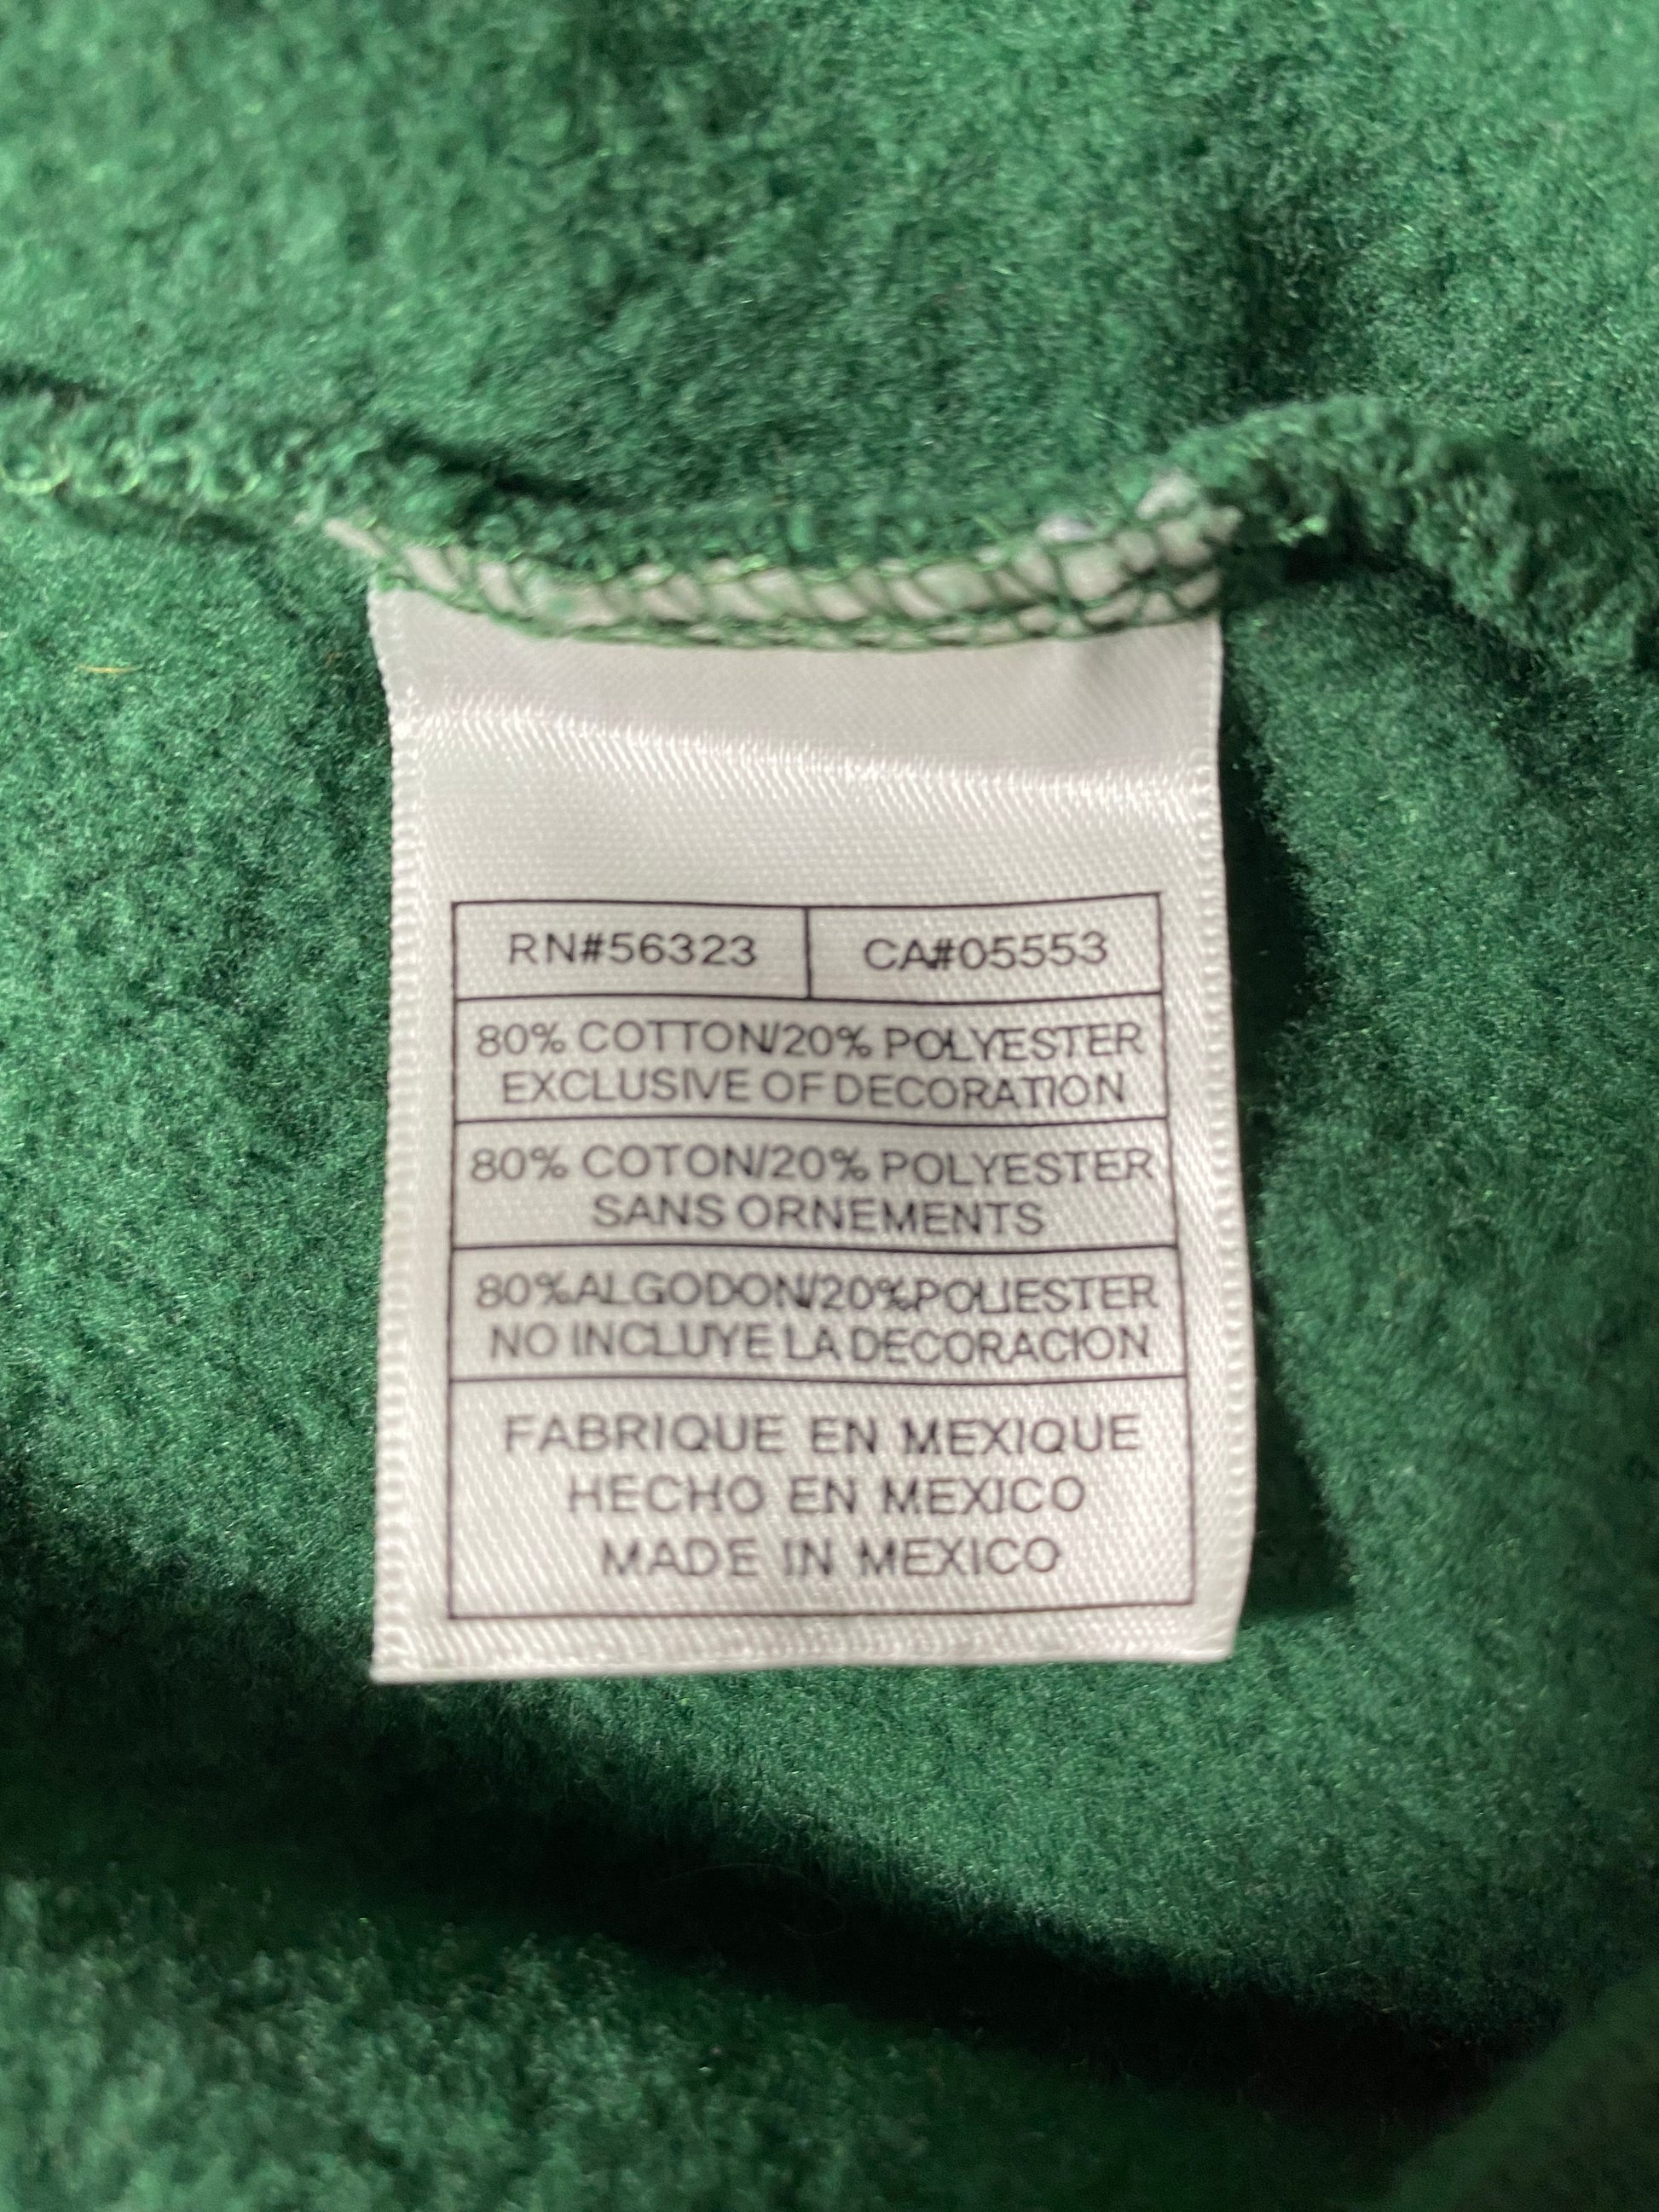 RN#56323 CA#05553
80% COTTON/20% POLYESTER
EXCLUSIVE OF DECORATION
80% COTON/20% POLYESTER
SANS ORNEMENTS
80%ALGODON/20%POLIESTER
NO INCLUYE LA DECORACION
FABRIQUE EN MEXIQUE
HECHO EN MEXICO
MADE IN MEXICO